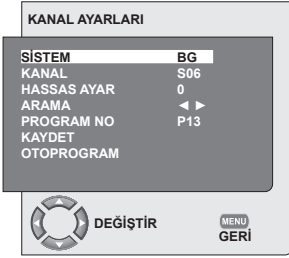 KANAL AYARLARI
SİSTEM BG
KANAL S06
HASSAS AYAR 0
ARAMA ◄ ►
PROGRAM NO P13
KAYDET
OTOPROGRAM
DEĞİŞTİR MENU
GERİ